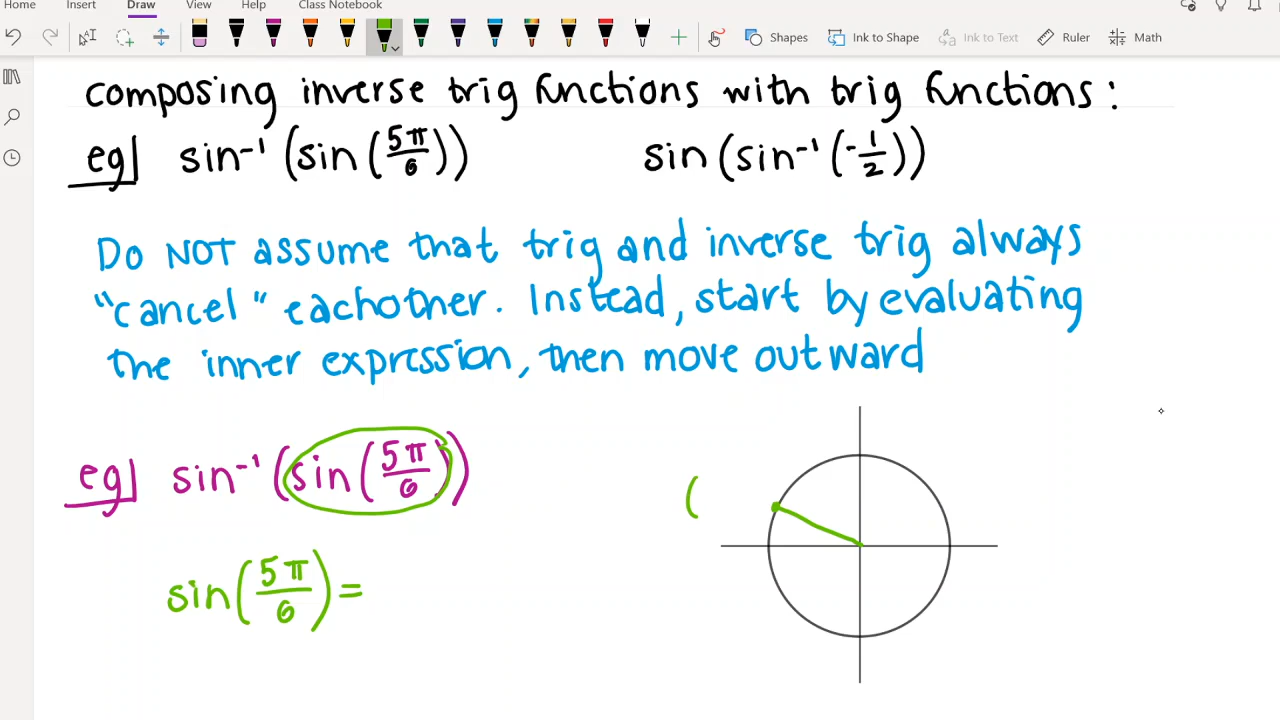 Home Insert Draw View Help Class Notebook
Shapes Ink to Shape Ink to Text Ruler Math
composing inverse trig functions with trig functions:
eg] sin⁻¹(sin(5π/6)) sin(sin⁻¹(-1/2))
Do NOT assume that trig and inverse trig always
"cancel" eachother. Instead, start by evaluating
the inner expression, then move outward
eg] sin⁻¹(sin(5π/6))
(
sin(5π/6)=